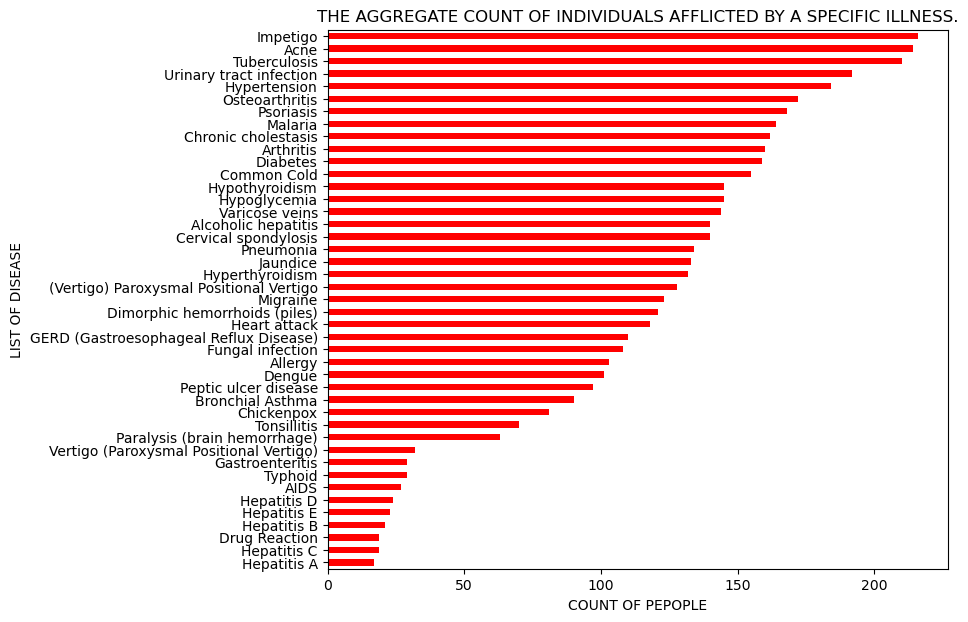 THE AGGREGATE COUNT OF INDIVIDUALS AFFLICTED BY A SPECIFIC ILLNESS.
LIST OF DISEASE
Impetigo
Acne
Tuberculosis
Urinary tract infection
Hypertension
Osteoarthritis
Psoriasis
Malaria
Chronic cholestasis
Arthritis
Diabetes
Common Cold
Hypothyroidism
Hypoglycemia
Varicose veins
Alcoholic hepatitis
Cervical spondylosis
Pneumonia
Jaundice
Hyperthyroidism
(Vertigo) Paroxysmal Positional Vertigo
Migraine
Dimorphic hemorrhoids (piles)
Heart attack
GERD (Gastroesophageal Reflux Disease)
Fungal infection
Allergy
Dengue
Peptic ulcer disease
Bronchial Asthma
Chickenpox
Tonsillitis
Paralysis (brain hemorrhage)
Vertigo (Paroxysmal Positional Vertigo)
Gastroenteritis
Typhoid
AIDS
Hepatitis D
Hepatitis E
Hepatitis B
Drug Reaction
Hepatitis C
Hepatitis A
0 50 100 150 200
COUNT OF PEPOPLE